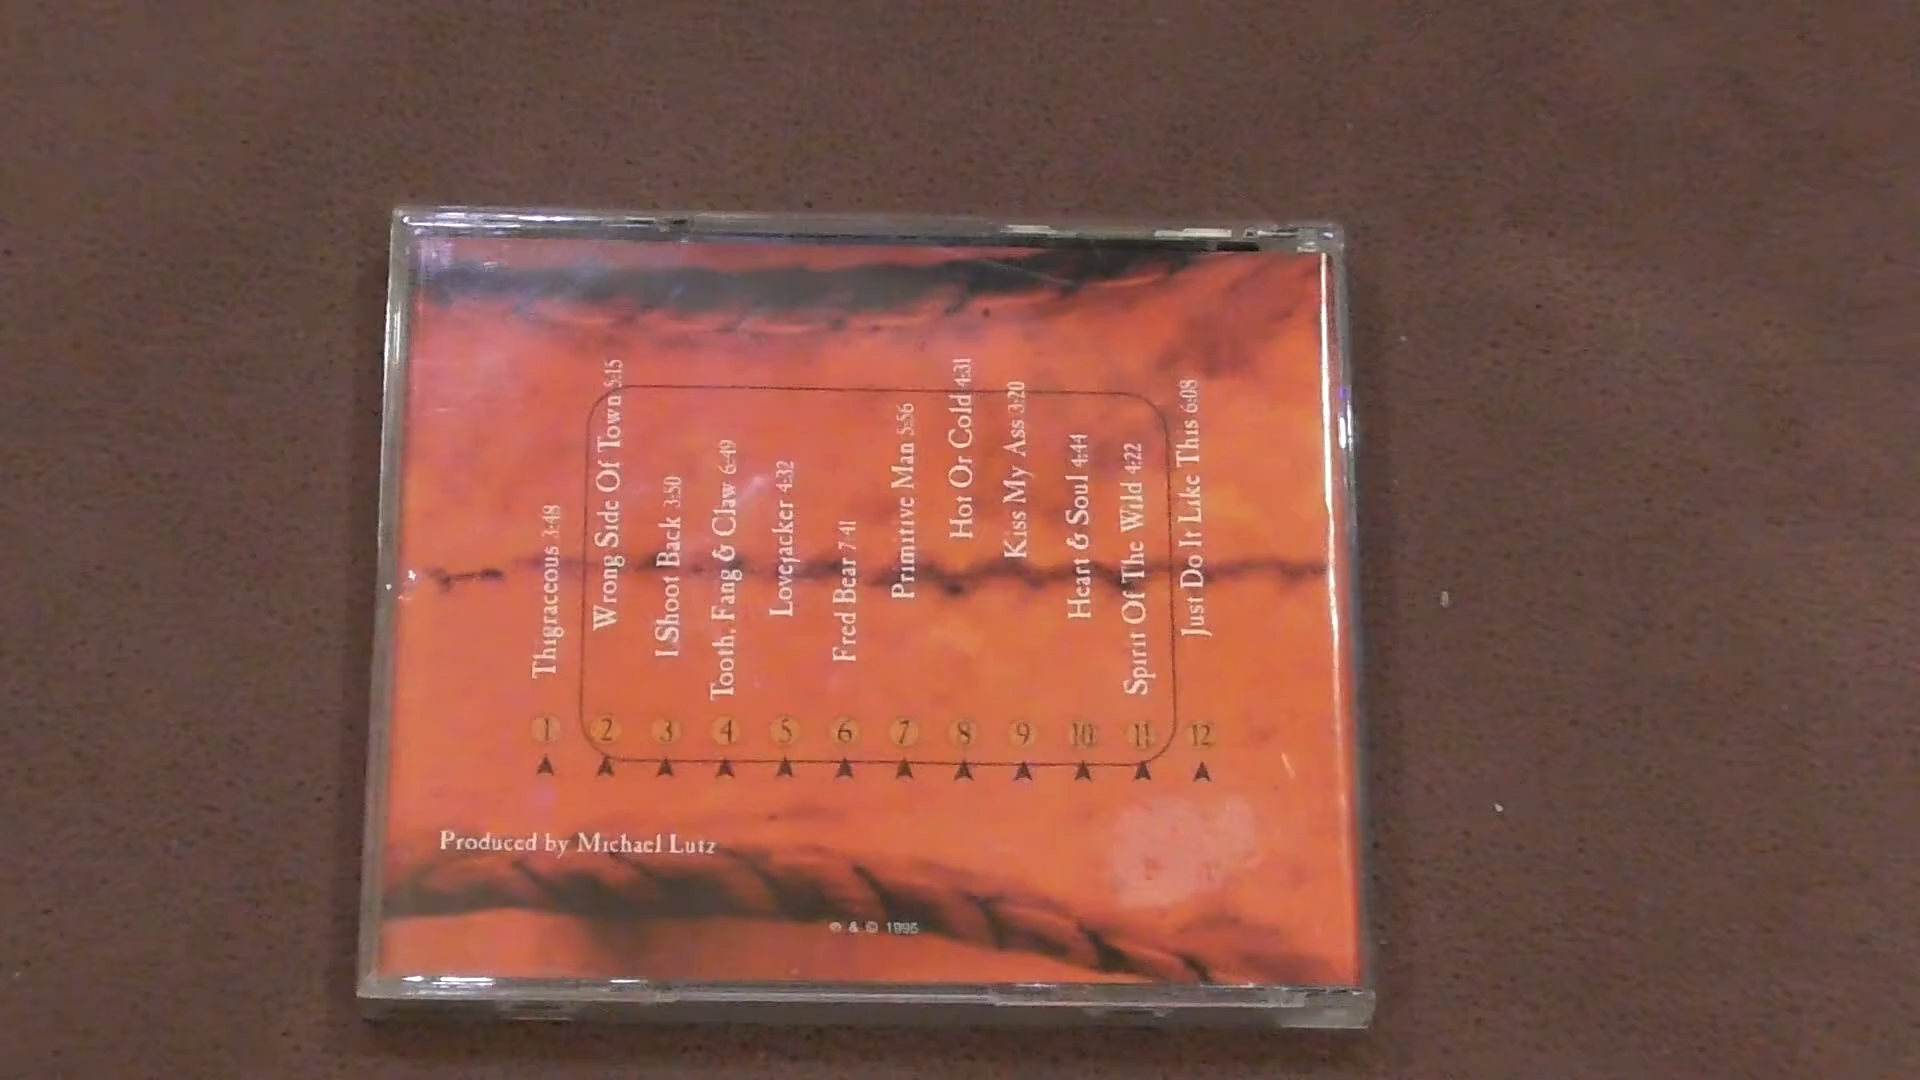 1 Thigraceous 3:48
2 Wrong Side Of Town 5:15
3 I Shoot Back 3:50
4 Tooth, Fang & Claw 6:49
5 Lovejacker 4:32
6 Fred Bear 7:41
7 Primitive Man 5:56
8 Hot Or Cold 4:31
9 Kiss My Ass 3:20
10 Heart & Soul 4:44
11 Spirit Of The Wild 4:22
12 Just Do It Like This 6:08
Produced by Michael Lutz
℗ & © 1995